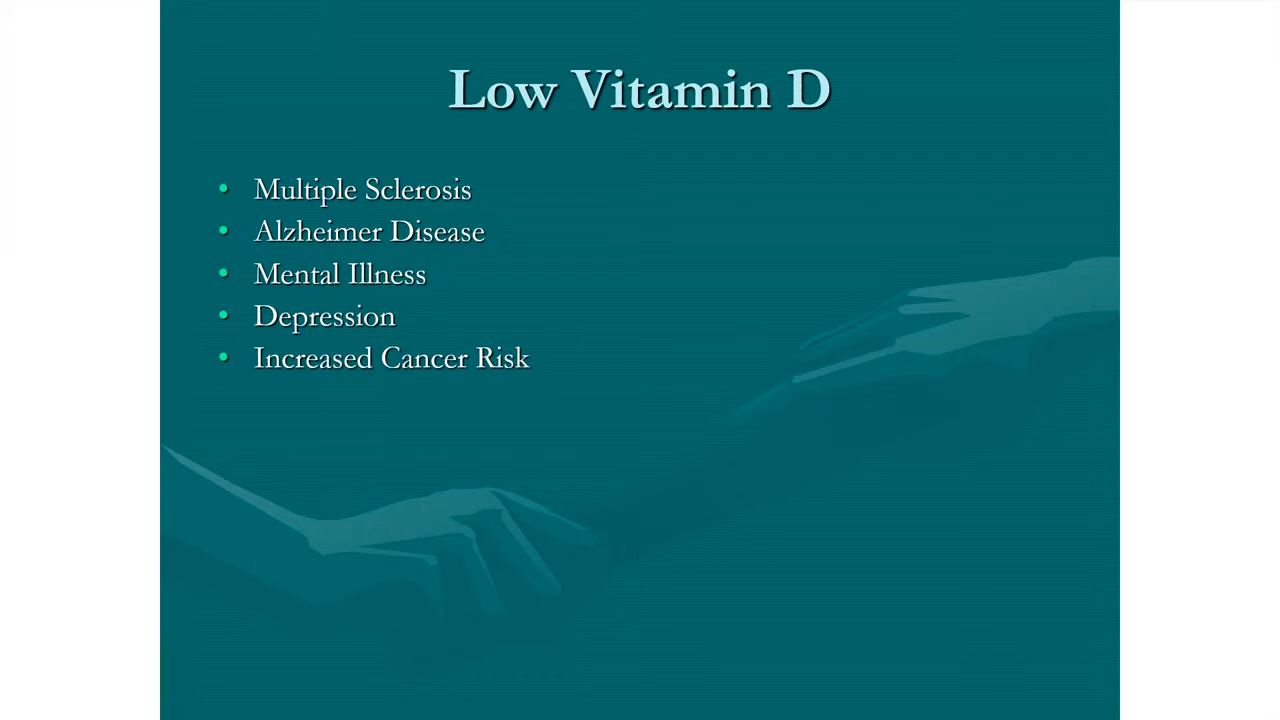 Low Vitamin D
• Multiple Sclerosis
• Alzheimer Disease
• Mental Illness
• Depression
• Increased Cancer Risk